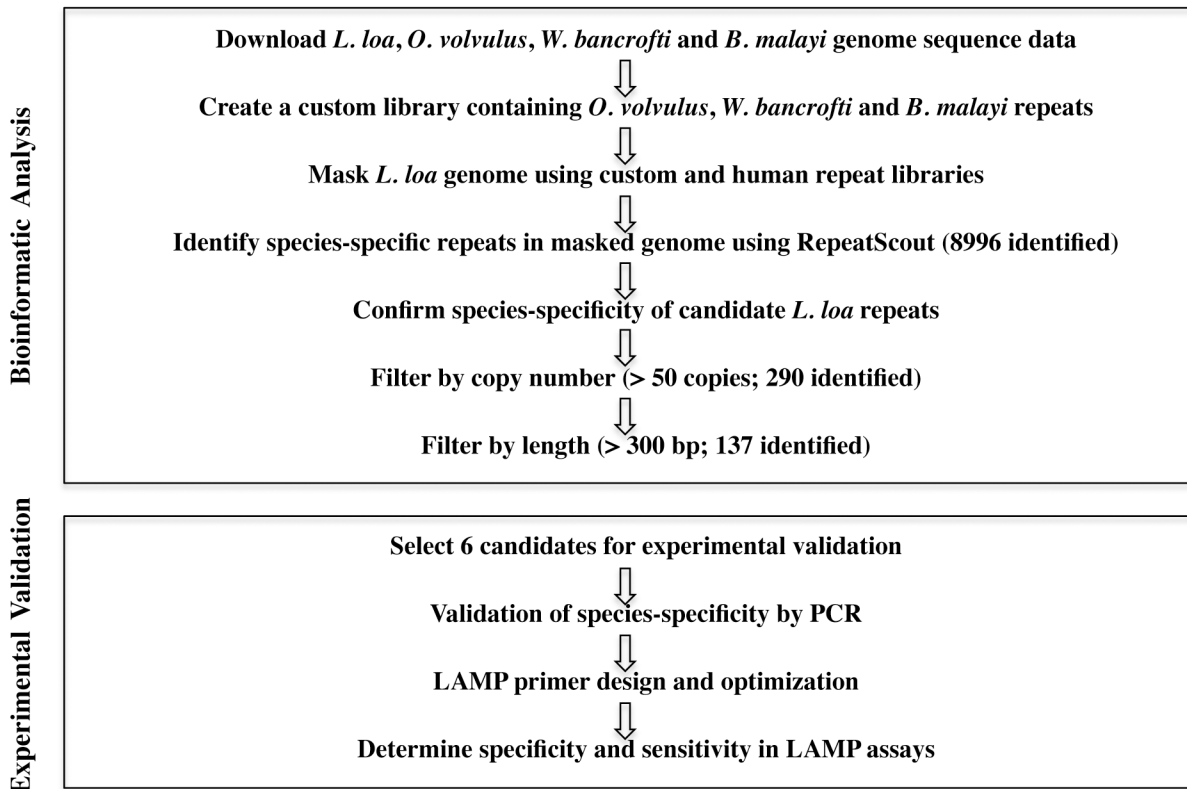 Bioinformatic Analysis
Download L. loa, O. volvulus, W. bancrofti and B. malayi genome sequence data
Create a custom library containing O. volvulus, W. bancrofti and B. malayi repeats
Mask L. loa genome using custom and human repeat libraries
Identify species-specific repeats in masked genome using RepeatScout (8996 identified)
Confirm species-specificity of candidate L. loa repeats
Filter by copy number (> 50 copies; 290 identified)
Filter by length (> 300 bp; 137 identified)
Experimental Validation
Select 6 candidates for experimental validation
Validation of species-specificity by PCR
LAMP primer design and optimization
Determine specificity and sensitivity in LAMP assays